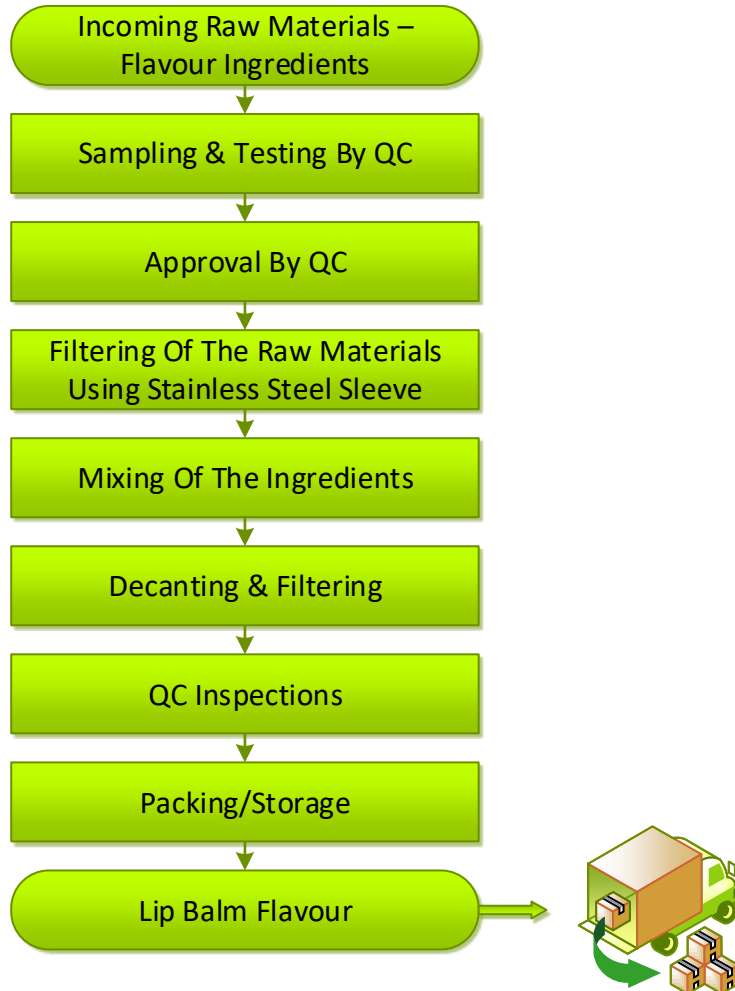 Incoming Raw Materials –
Flavour Ingredients
Sampling & Testing By QC
Approval By QC
Filtering Of The Raw Materials
Using Stainless Steel Sleeve
Mixing Of The Ingredients
Decanting & Filtering
QC Inspections
Packing/Storage
Lip Balm Flavour